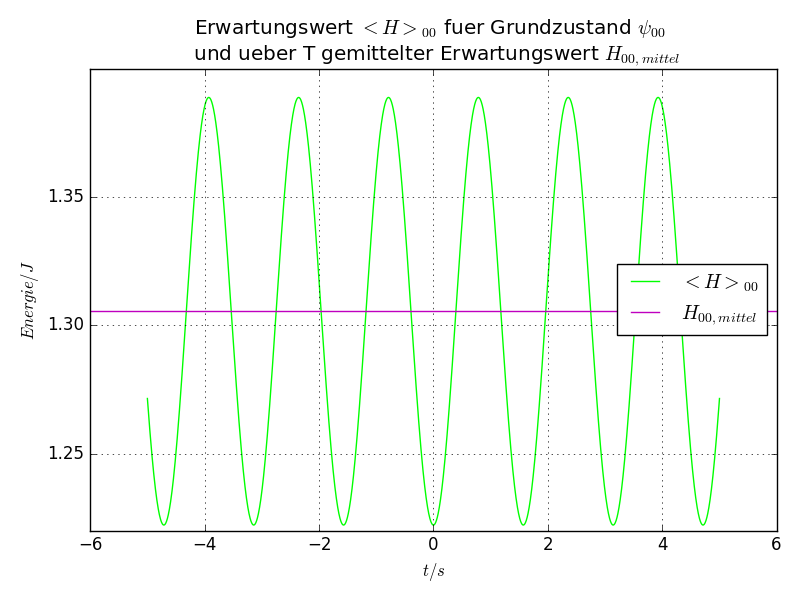 Erwartungswert < H >₀₀ fuer Grundzustand ψ₀₀
und ueber T gemittelter Erwartungswert H₀₀,ₘᵢₜₜₑₗ
Energie/J
1.35
1.30
1.25
< H >₀₀
H₀₀,ₘᵢₜₜₑₗ
−6 −4 −2 0 2 4 6
t/s